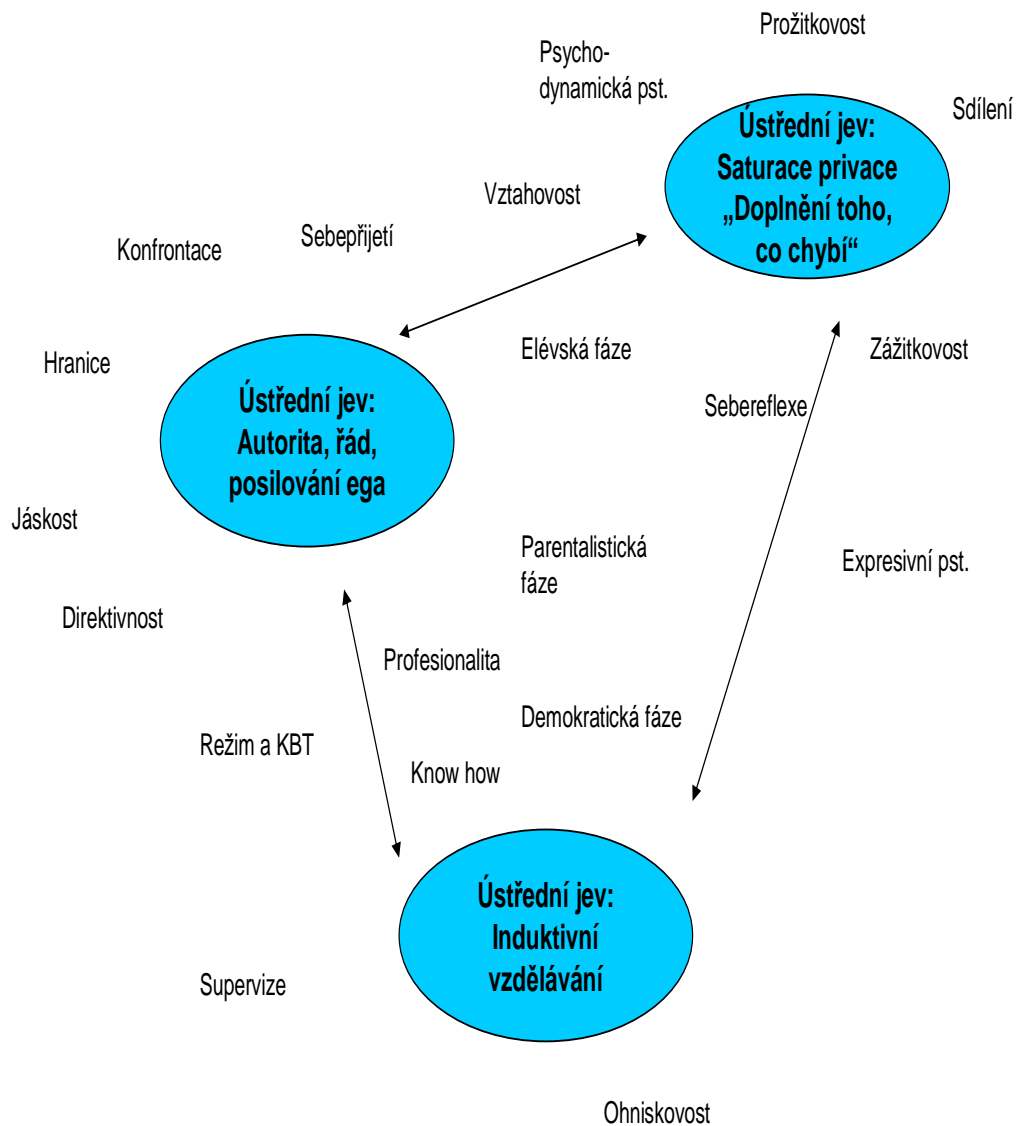 Prožitkovost
Psycho-
dynamická pst.
Sdílení
Ústřední jev:
Saturace privace
„Doplnění toho,
co chybí“
Vztahovost
Sebepřijetí
Konfrontace
Elévská fáze
Zážitkovost
Hranice
Ústřední jev:
Autorita, řád,
posilování ega
Sebereflexe
Jáskost
Parentalistická
fáze
Expresivní pst.
Direktivnost
Profesionalita
Demokratická fáze
Režim a KBT
Know how
Ústřední jev:
Induktivní
vzdělávání
Supervize
Ohniskovost